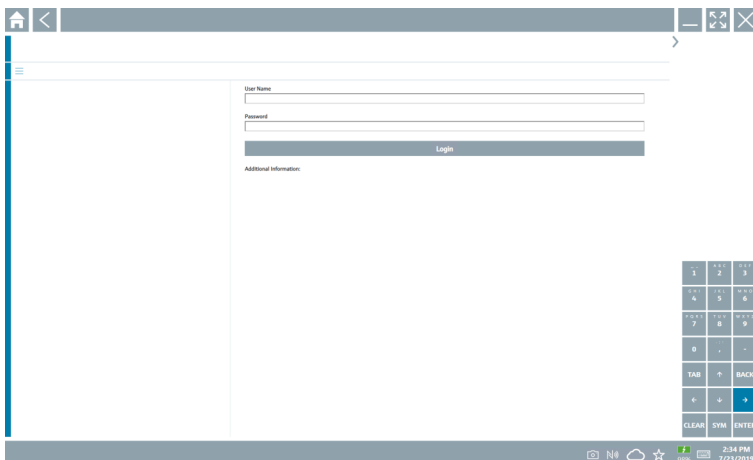 User Name
Password
Login
Additional Information:
1 2 3
4 5 6
7 8 9
0 , -
TAB ↑ BACK
← ↓ →
CLEAR SYM ENTER
2:34 PM